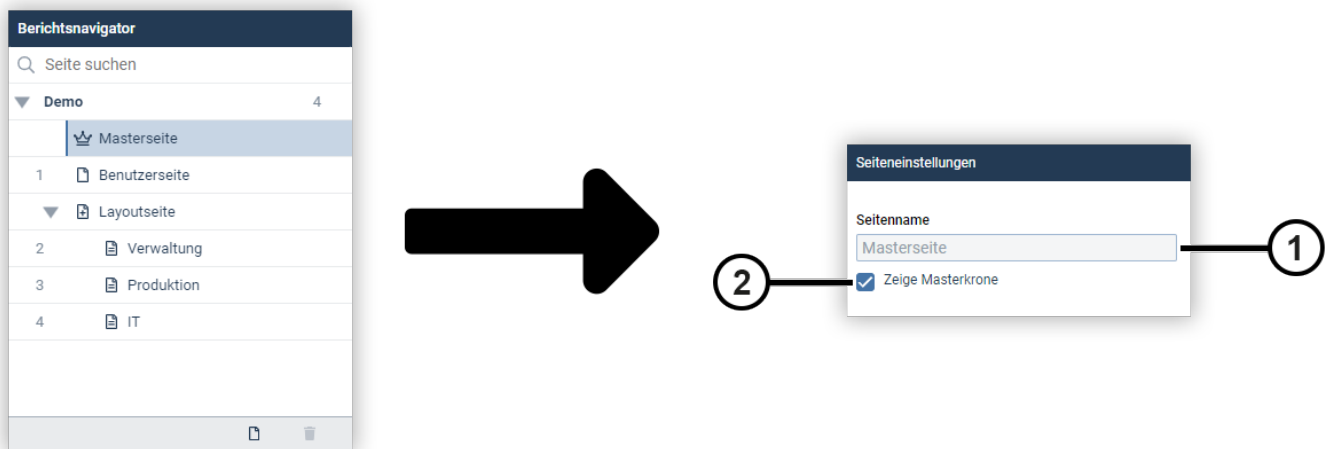 Berichtsnavigator
Seite suchen
Demo 4
Masterseite
1 Benutzerseite
Layoutseite
2 Verwaltung
3 Produktion
4 IT
Seiteneinstellungen
Seitenname
Masterseite
1
2
Zeige Masterkrone